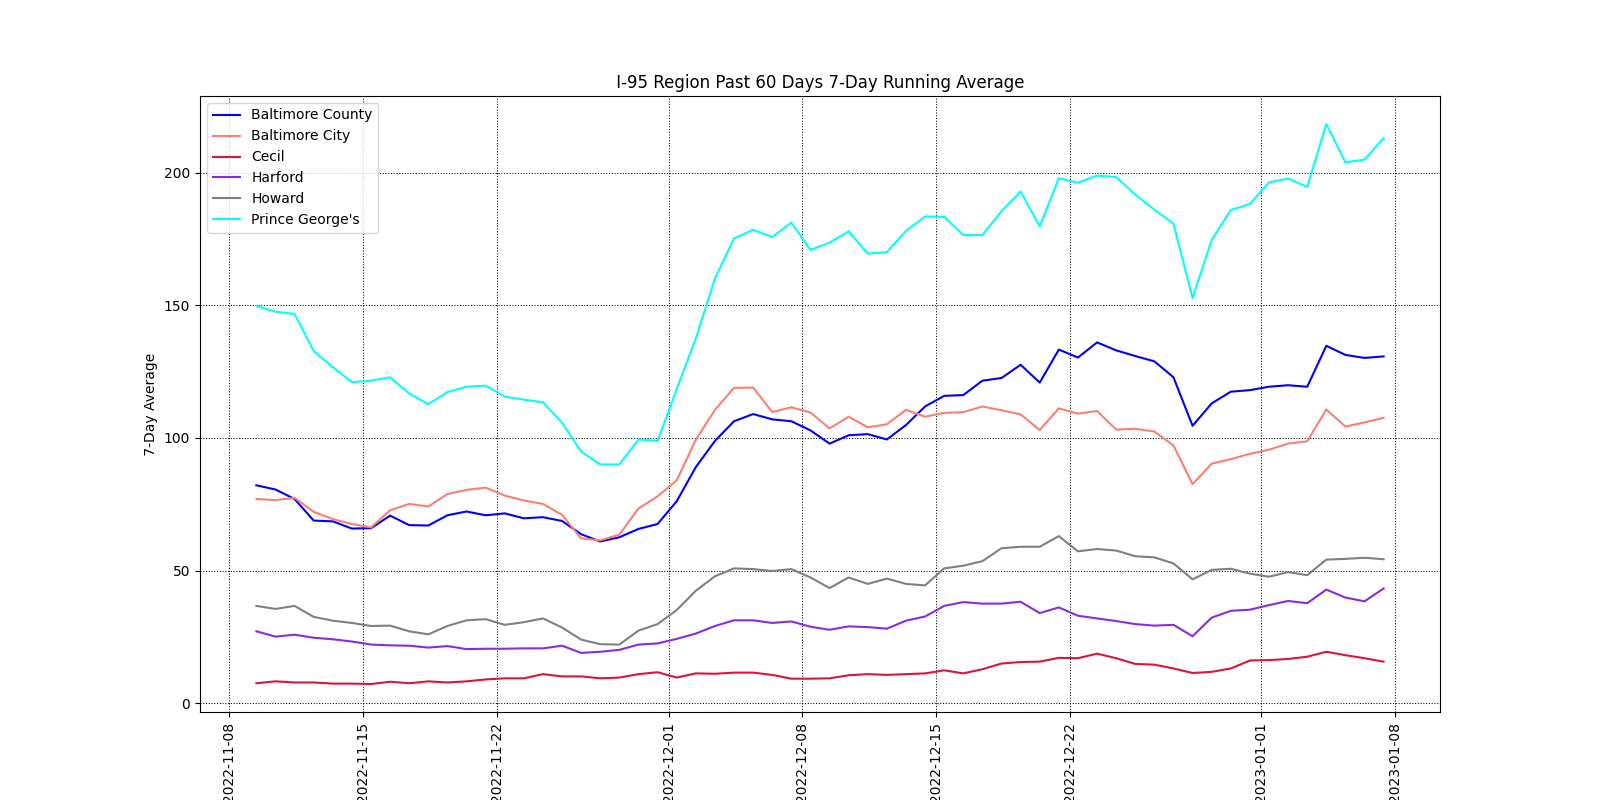 I-95 Region Past 60 Days 7-Day Running Average
Baltimore County
Baltimore City
Cecil
Harford
Howard
Prince George's
200
150
100
50
0
7-Day Average
2022-11-08
2022-11-15
2022-11-22
2022-12-01
2022-12-08
2022-12-15
2022-12-22
2023-01-01
2023-01-08